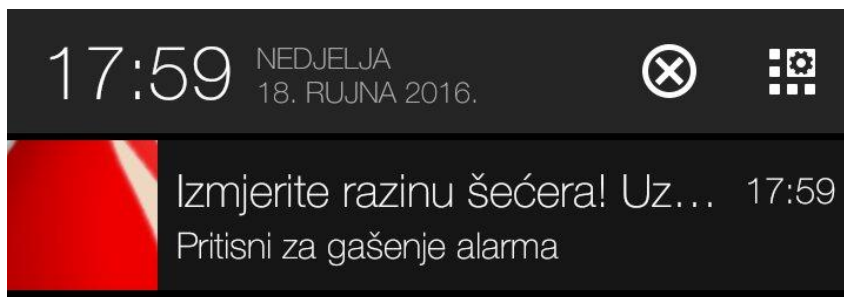 17:59
NEDJELJA
18. RUJNA 2016.
Izmjerite razinu šećera! Uz... 17:59
Pritisni za gašenje alarma